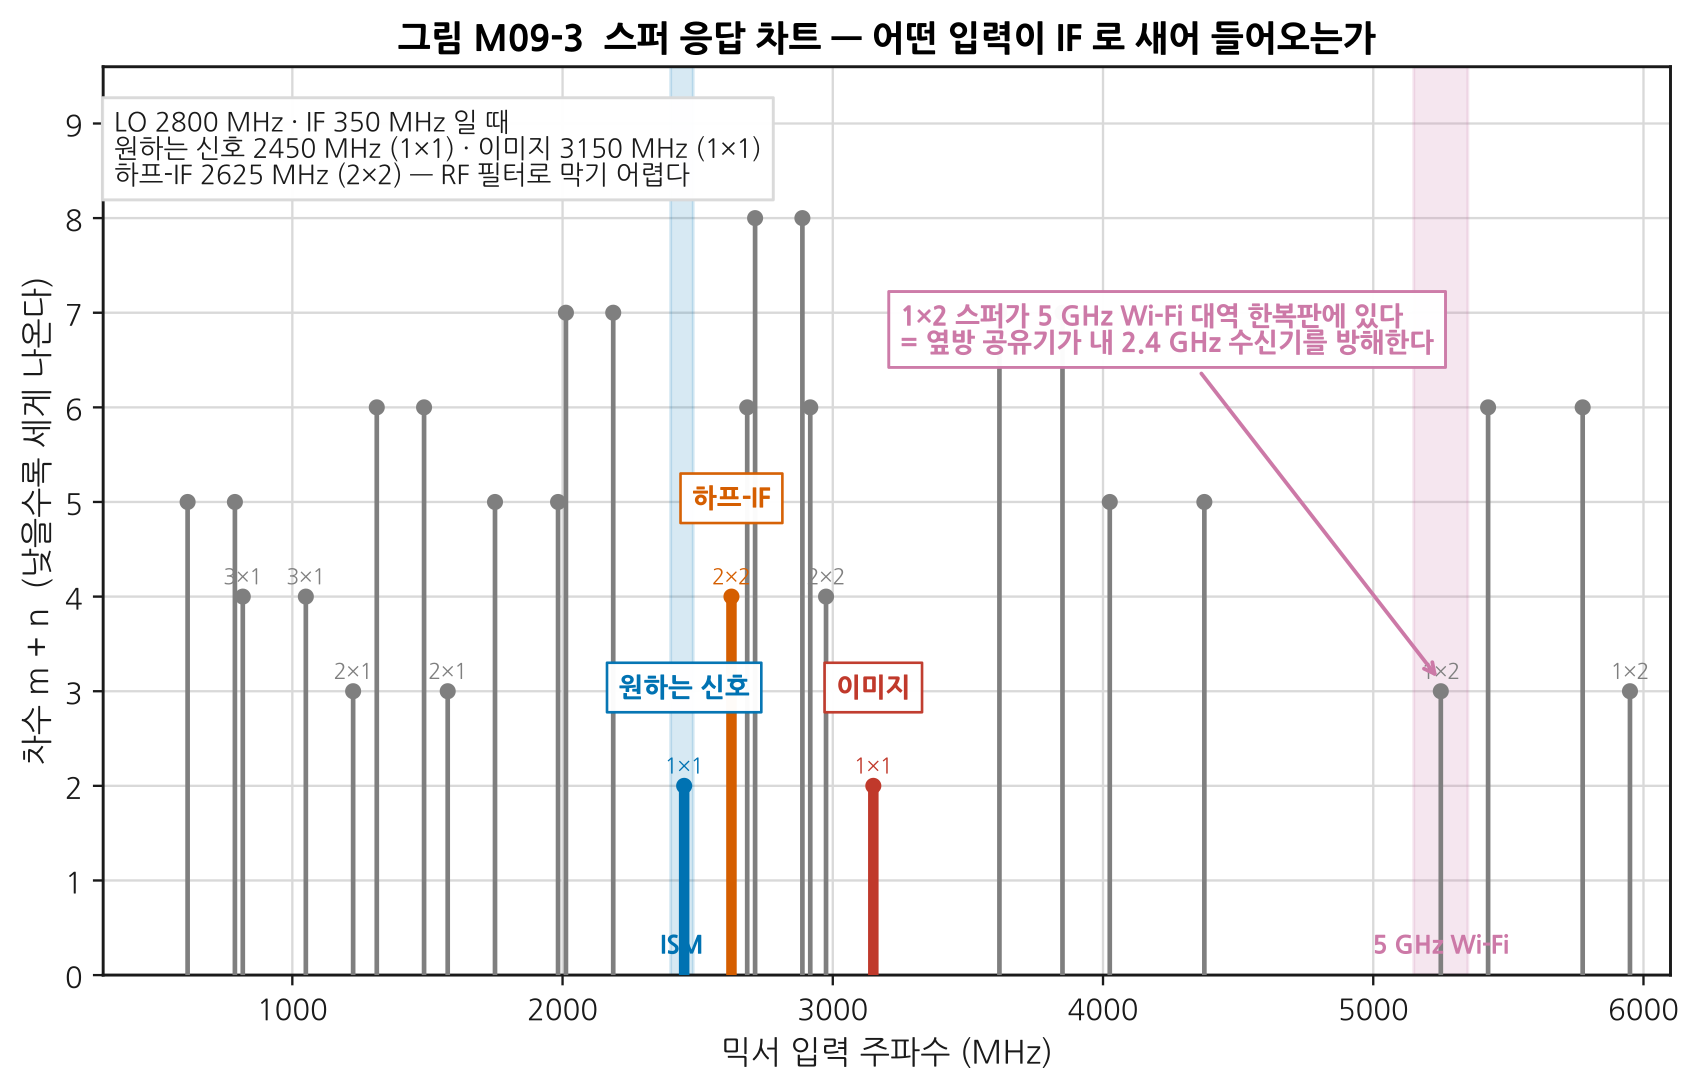 그림 M09-3 스퍼 응답 차트 — 어떤 입력이 IF 로 새어 들어오는가
LO 2800 MHz · IF 350 MHz 일 때
원하는 신호 2450 MHz (1×1) · 이미지 3150 MHz (1×1)
하프-IF 2625 MHz (2×2) — RF 필터로 막기 어렵다
1×2 스퍼가 5 GHz Wi-Fi 대역 한복판에 있다
= 옆방 공유기가 내 2.4 GHz 수신기를 방해한다
하프-IF
3×1
3×1
2×2
2×2
2×1
2×1
원하는 신호
이미지
1×2
1×2
1×1
1×1
ISM
5 GHz Wi-Fi
9
8
7
6
5
4
3
2
1
0
차수 m + n (낮을수록 세게 나온다)
1000
2000
3000
4000
5000
6000
믹서 입력 주파수 (MHz)